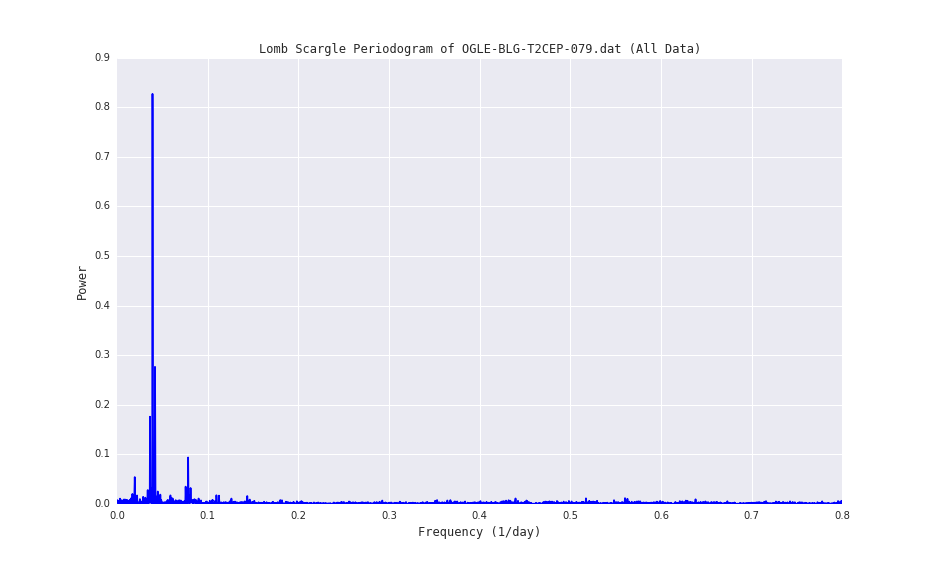 Lomb Scargle Periodogram of OGLE-BLG-T2CEP-079.dat (All Data)
0.9
0.8
0.7
0.6
0.5
0.4
0.3
0.2
0.1
0.0
Power
0.0 0.1 0.2 0.3 0.4 0.5 0.6 0.7 0.8
Frequency (1/day)